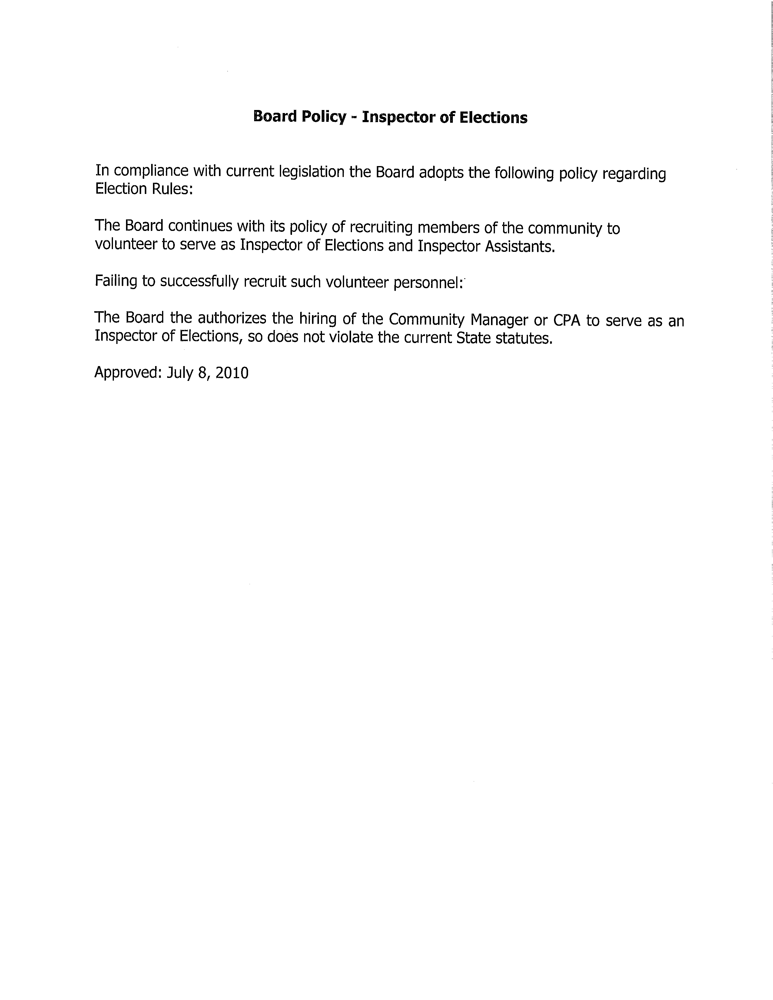 Board Policy - Inspector of Elections
In compliance with current legislation the Board adopts the following policy regarding
Election Rules:
The Board continues with its policy of recruiting members of the community to
volunteer to serve as Inspector of Elections and Inspector Assistants.
Failing to successfully recruit such volunteer personnel:
The Board the authorizes the hiring of the Community Manager or CPA to serve as an
Inspector of Elections, so does not violate the current State statutes.
Approved: July 8, 2010